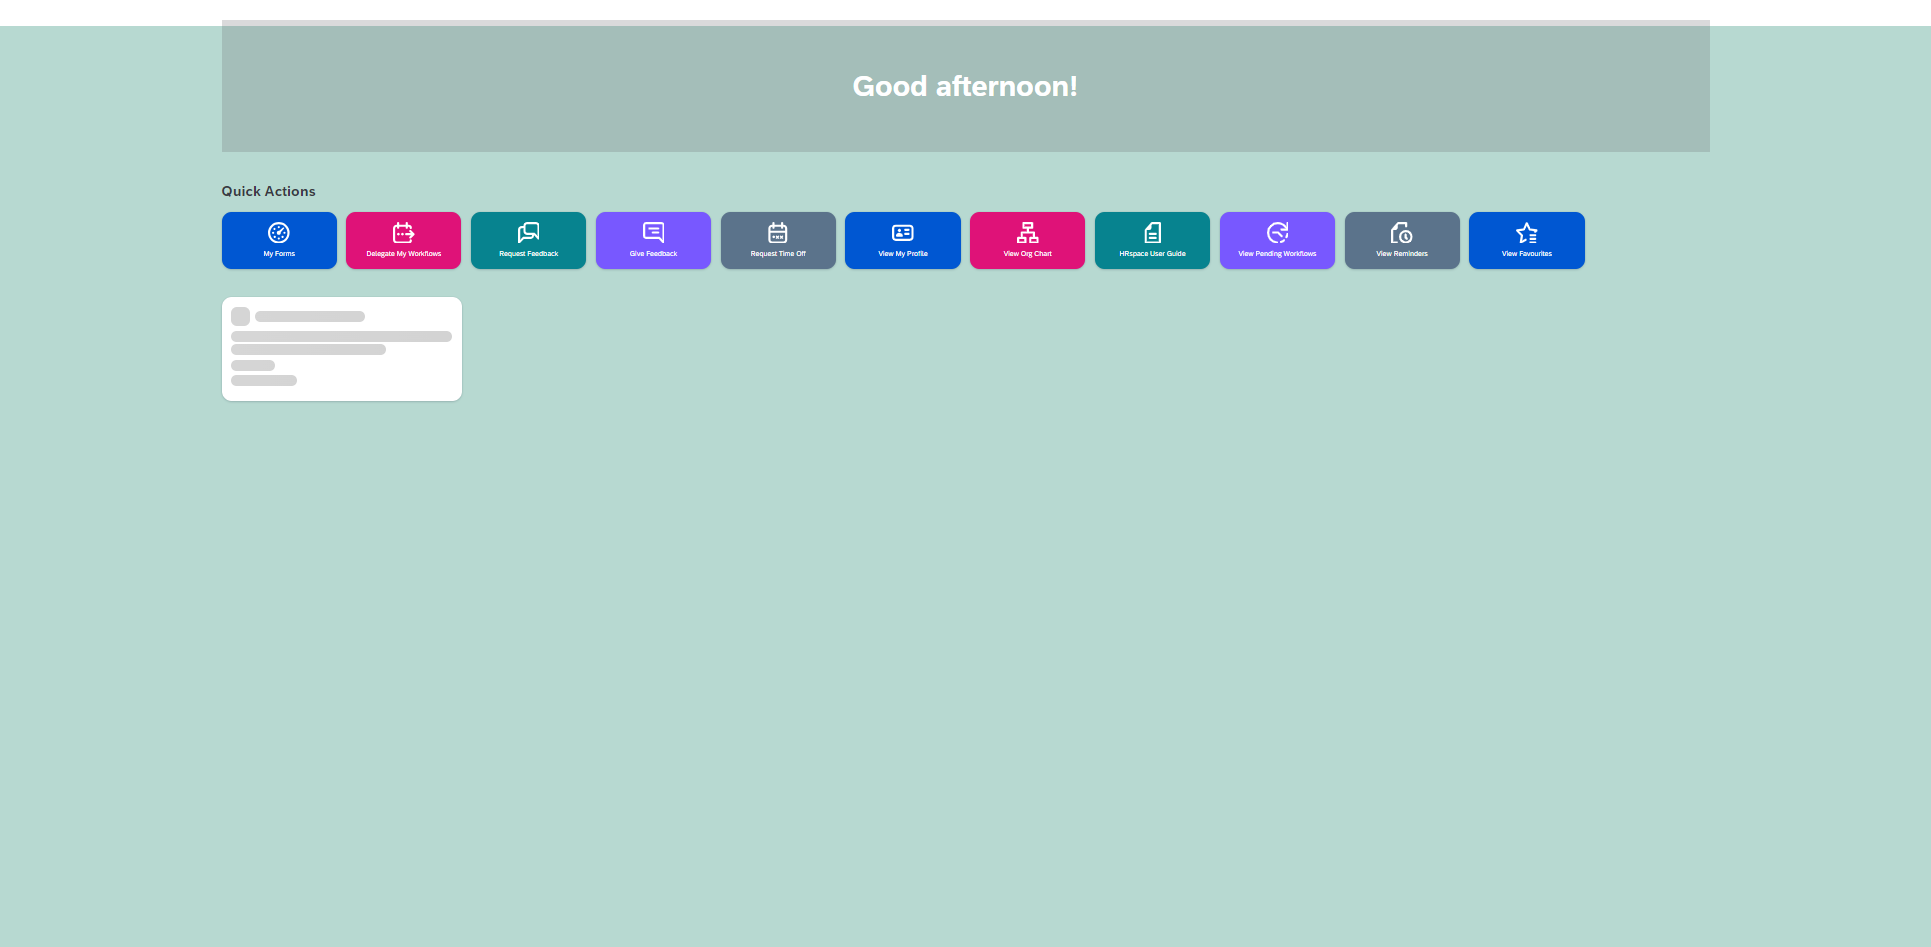 Good afternoon!
Quick Actions
My Forms
Delegate My Workflows
Request Feedback
Give Feedback
Request Time Off
View My Profile
View Org Chart
HRspace User Guide
View Pending Workflows
View Reminders
View Favourites